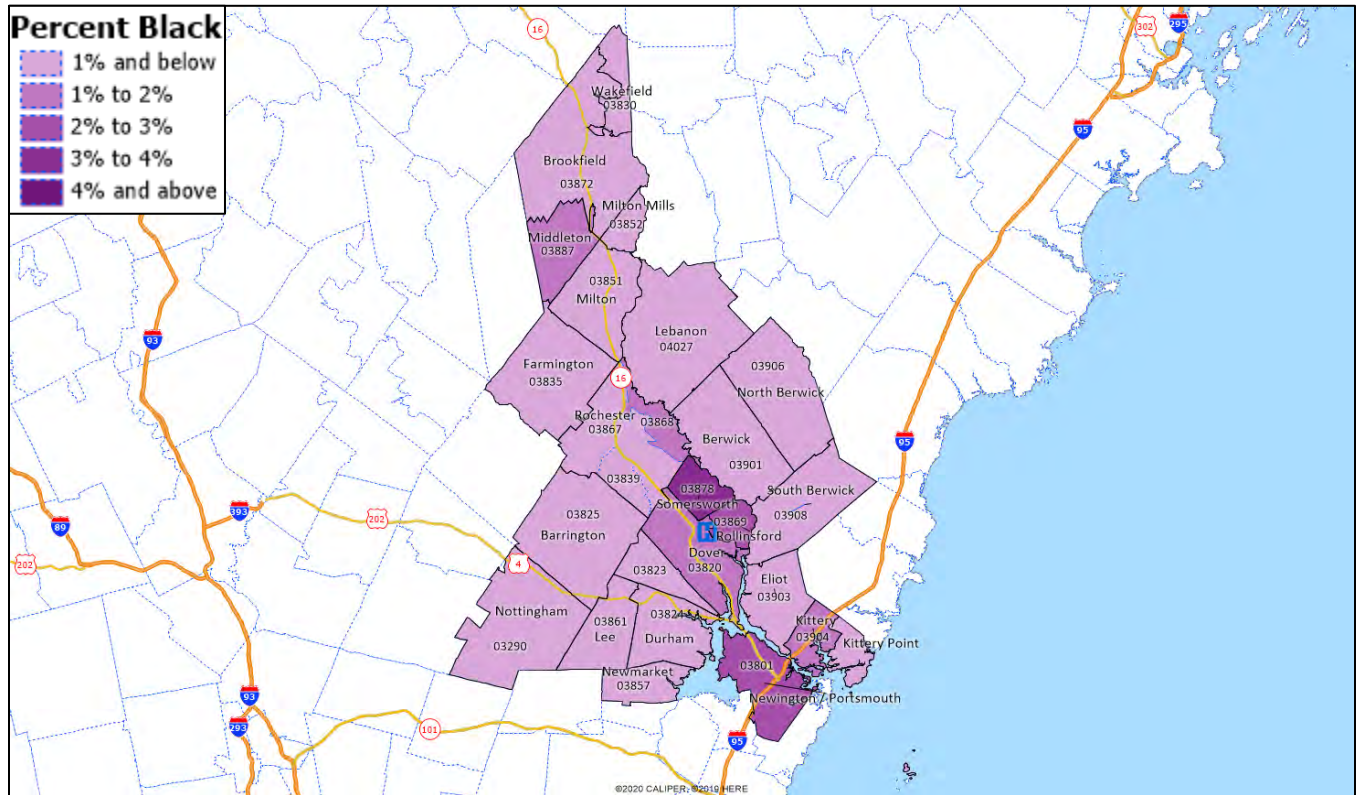 Percent Black
1% and below
1% to 2%
2% to 3%
3% to 4%
4% and above
16
302
295
Wakefield
03830
95
Brookfield
03872
Milton Mills
03852
Middleton
03887
03851
Milton
93
Lebanon
04027
Farmington
03835
03906
North Berwick
16
Rochester
03867
03868
Berwick
03901
95
03839
03878
South Berwick
03908
Somersworth
393
202
89
03825
Barrington
03869
Rollinsford
Dover
03820
202
4
03823
Eliot
03903
Nottingham
03290
03861
Lee
03824
Durham
Kittery
03904
Kittery Point
Newmarket
03857
03801
Newington / Portsmouth
93
293
101
95
©2020 CALIPER, ©2019 HERE